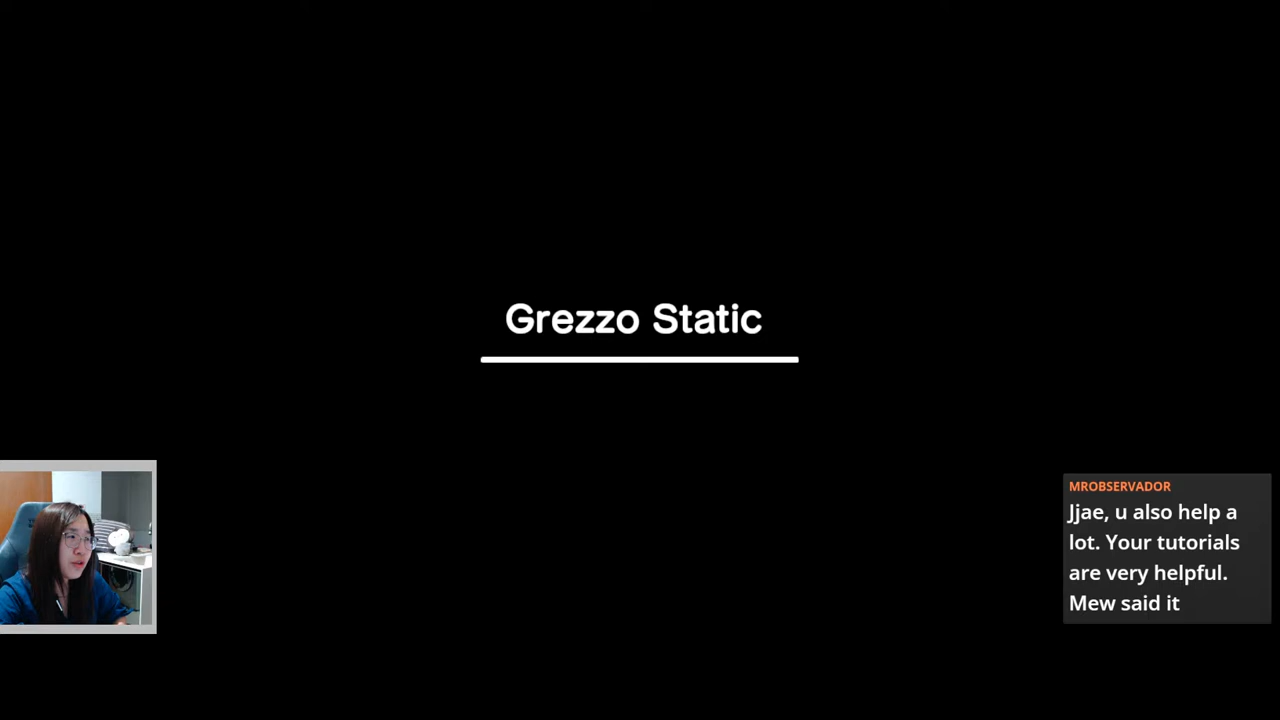 Grezzo Static
MROBSERVADOR
Jjae, u also help a
lot. Your tutorials
are very helpful.
Mew said it